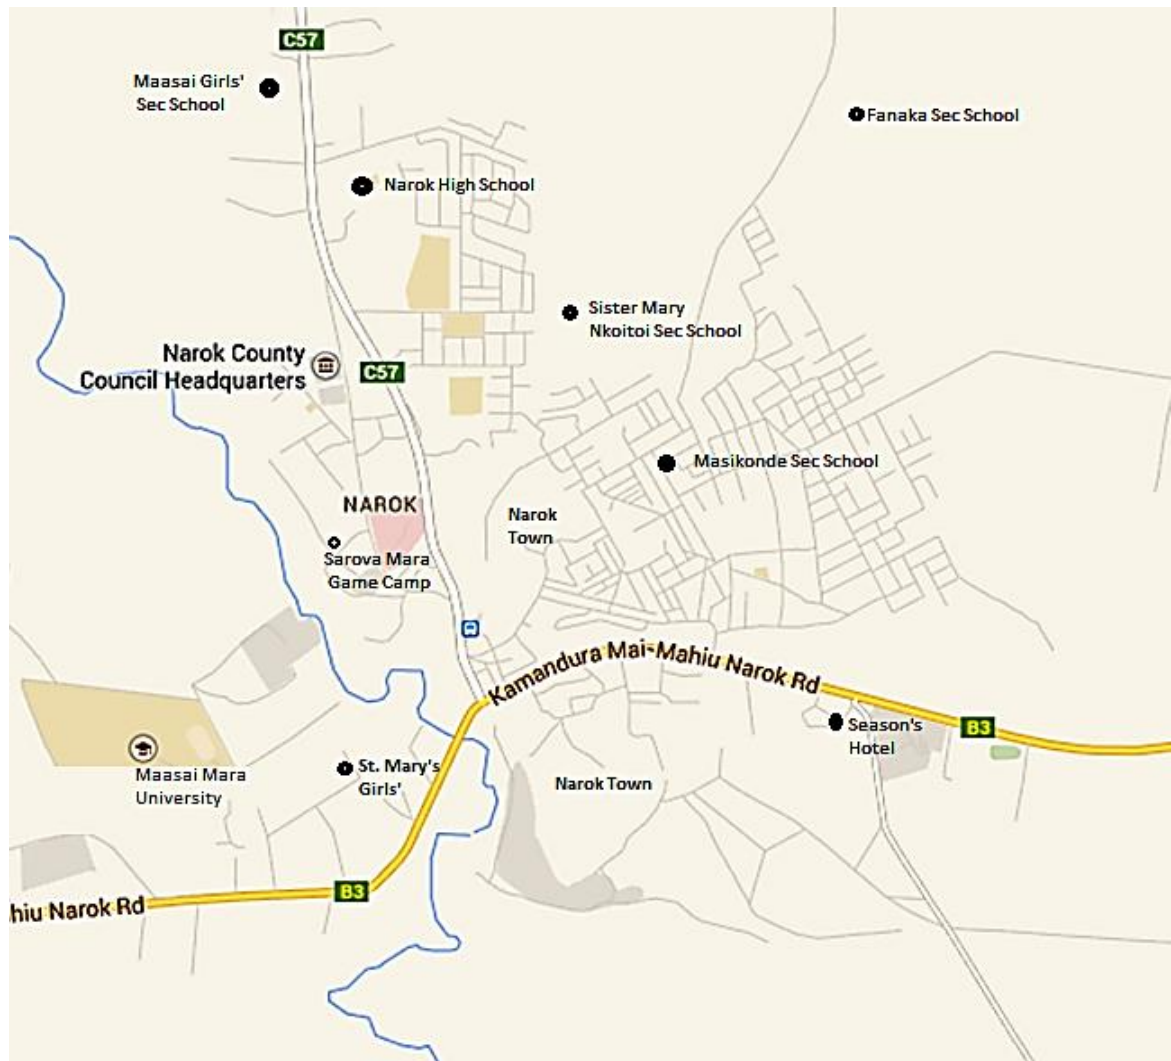 C57
Maasai Girls'
Sec School
Fanaka Sec School
Narok High School
Sister Mary
Nkoitoi Sec School
Narok County
Council Headquarters
C57
Masikonde Sec School
NAROK
Narok
Town
Sarova Mara
Game Camp
Kamandura Mai-Mahiu Narok Rd
Season's
Hotel
B3
St. Mary's
Girls'
Maasai Mara
University
Narok Town
B3
hiu Narok Rd